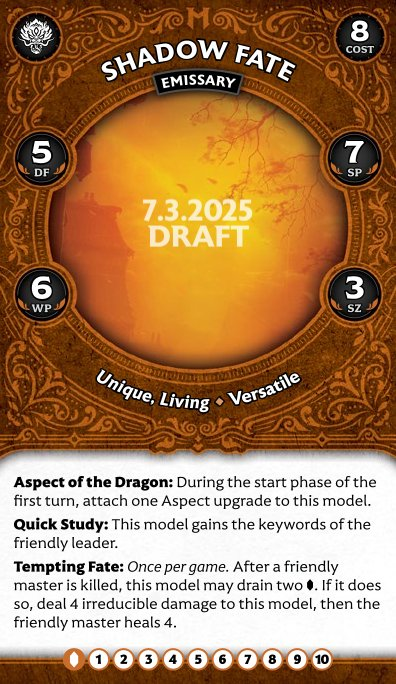 8
COST
SHADOW FATE
EMISSARY
5
DF
7
SP
7.3.2025
DRAFT
6
WP
3
SZ
Unique, Living • Versatile
Aspect of the Dragon: During the start phase of the
first turn, attach one Aspect upgrade to this model.
Quick Study: This model gains the keywords of the
friendly leader.
Tempting Fate: Once per game. After a friendly
master is killed, this model may drain two . If it does
so, deal 4 irreducible damage to this model, then the
friendly master heals 4.
1 2 3 4 5 6 7 8 9 10